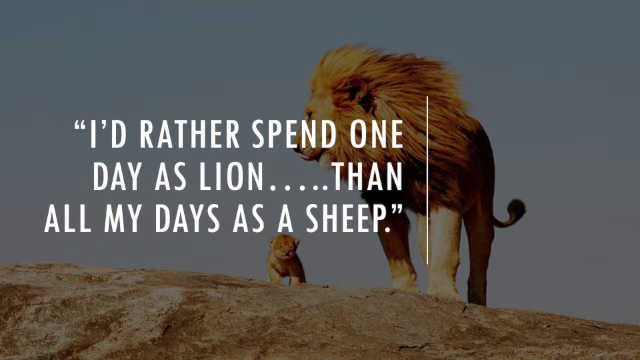 “I’D RATHER SPEND ONE
DAY AS LION.....THAN
ALL MY DAYS AS A SHEEP.”